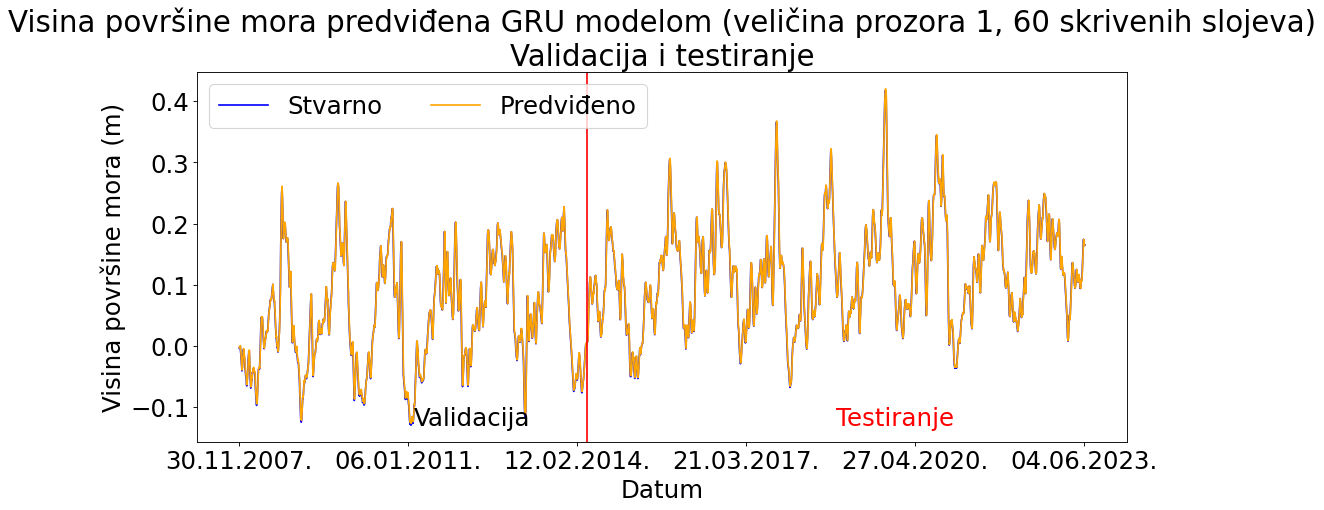 Visina površine mora predviđena GRU modelom (veličina prozora 1, 60 skrivenih slojeva)
Validacija i testiranje
Stvarno
Predviđeno
Visina površine mora (m)
0.4
0.3
0.2
0.1
0.0
−0.1
Validacija
Testiranje
30.11.2007.
06.01.2011.
12.02.2014.
21.03.2017.
27.04.2020.
04.06.2023.
Datum